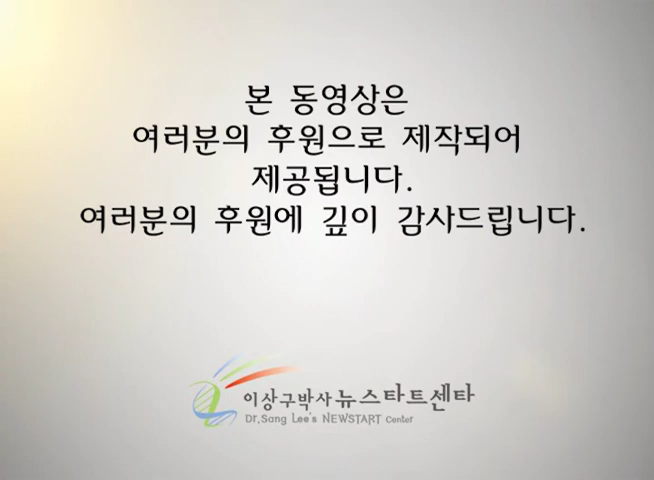 본 동영상은
여러분의 후원으로 제작되어
제공됩니다.
여러분의 후원에 깊이 감사드립니다.
이상구박사 뉴스타트센타
Dr.Sang Lee's NEWSTART Center